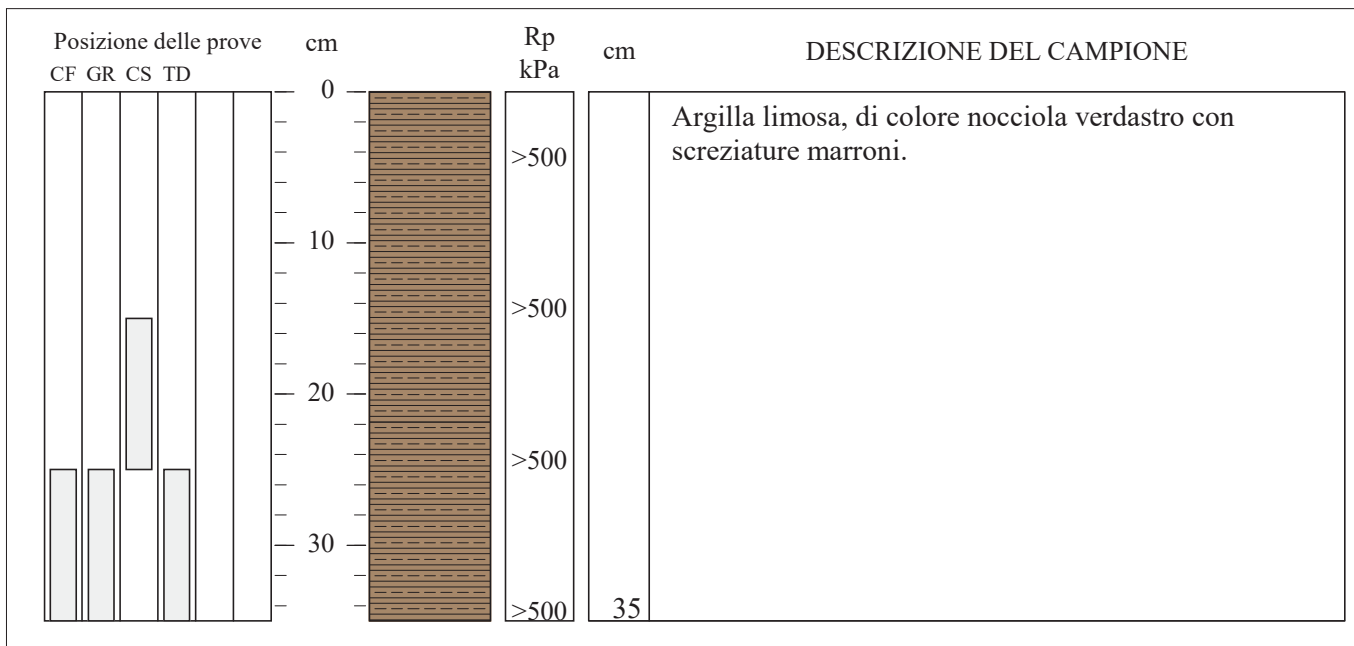 Posizione delle prove
CF GR CS TD
cm
Rp
kPa
cm
DESCRIZIONE DEL CAMPIONE
0
Argilla limosa, di colore nocciola verdastro con
screziature marroni.
>500
10
>500
20
>500
30
>500
35